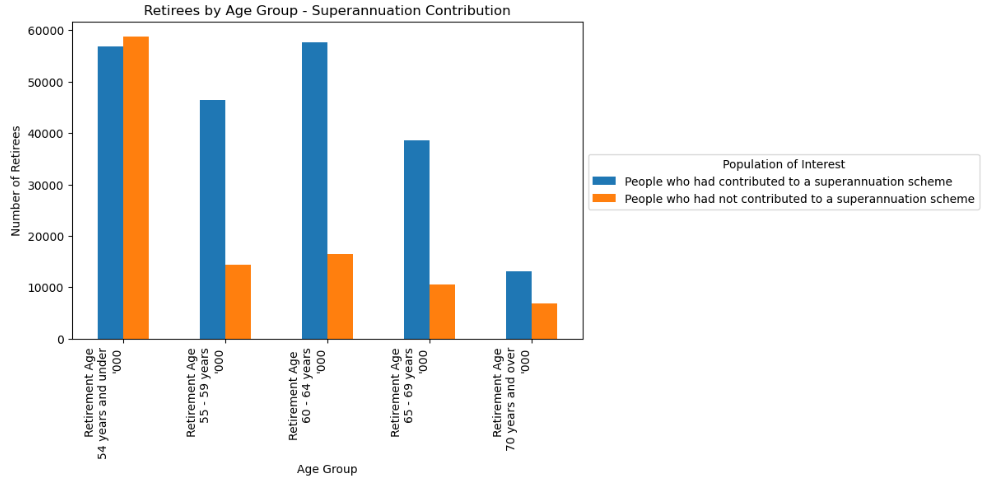 Retirees by Age Group - Superannuation Contribution
Number of Retirees
60000
50000
40000
30000
20000
10000
0
Retirement Age
54 years and under
'000
Retirement Age
55 - 59 years
'000
Retirement Age
60 - 64 years
'000
Retirement Age
65 - 69 years
'000
Retirement Age
70 years and over
'000
Age Group
Population of Interest
People who had contributed to a superannuation scheme
People who had not contributed to a superannuation scheme